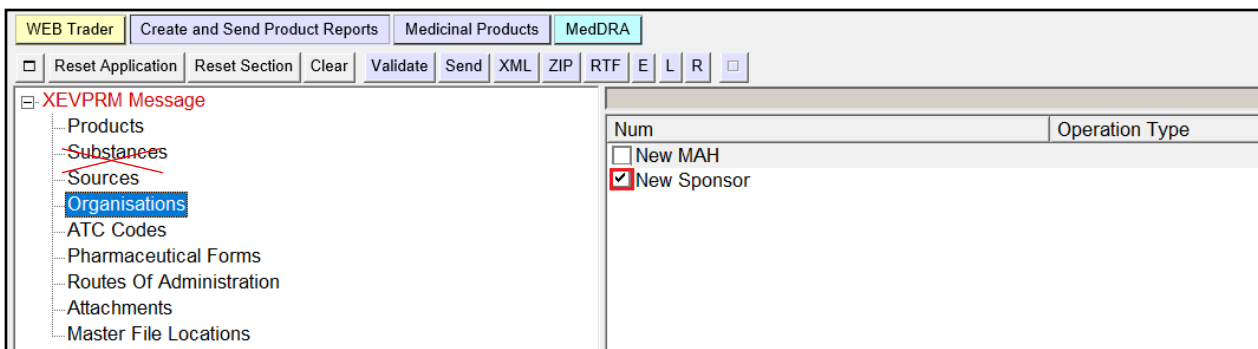 WEB Trader Create and Send Product Reports Medicinal Products MedDRA
Reset Application Reset Section Clear Validate Send XML ZIP RTF E L R
XEVPRM Message
Products
Substances
Sources
Organisations
ATC Codes
Pharmaceutical Forms
Routes Of Administration
Attachments
Master File Locations
Num Operation Type
New MAH
New Sponsor